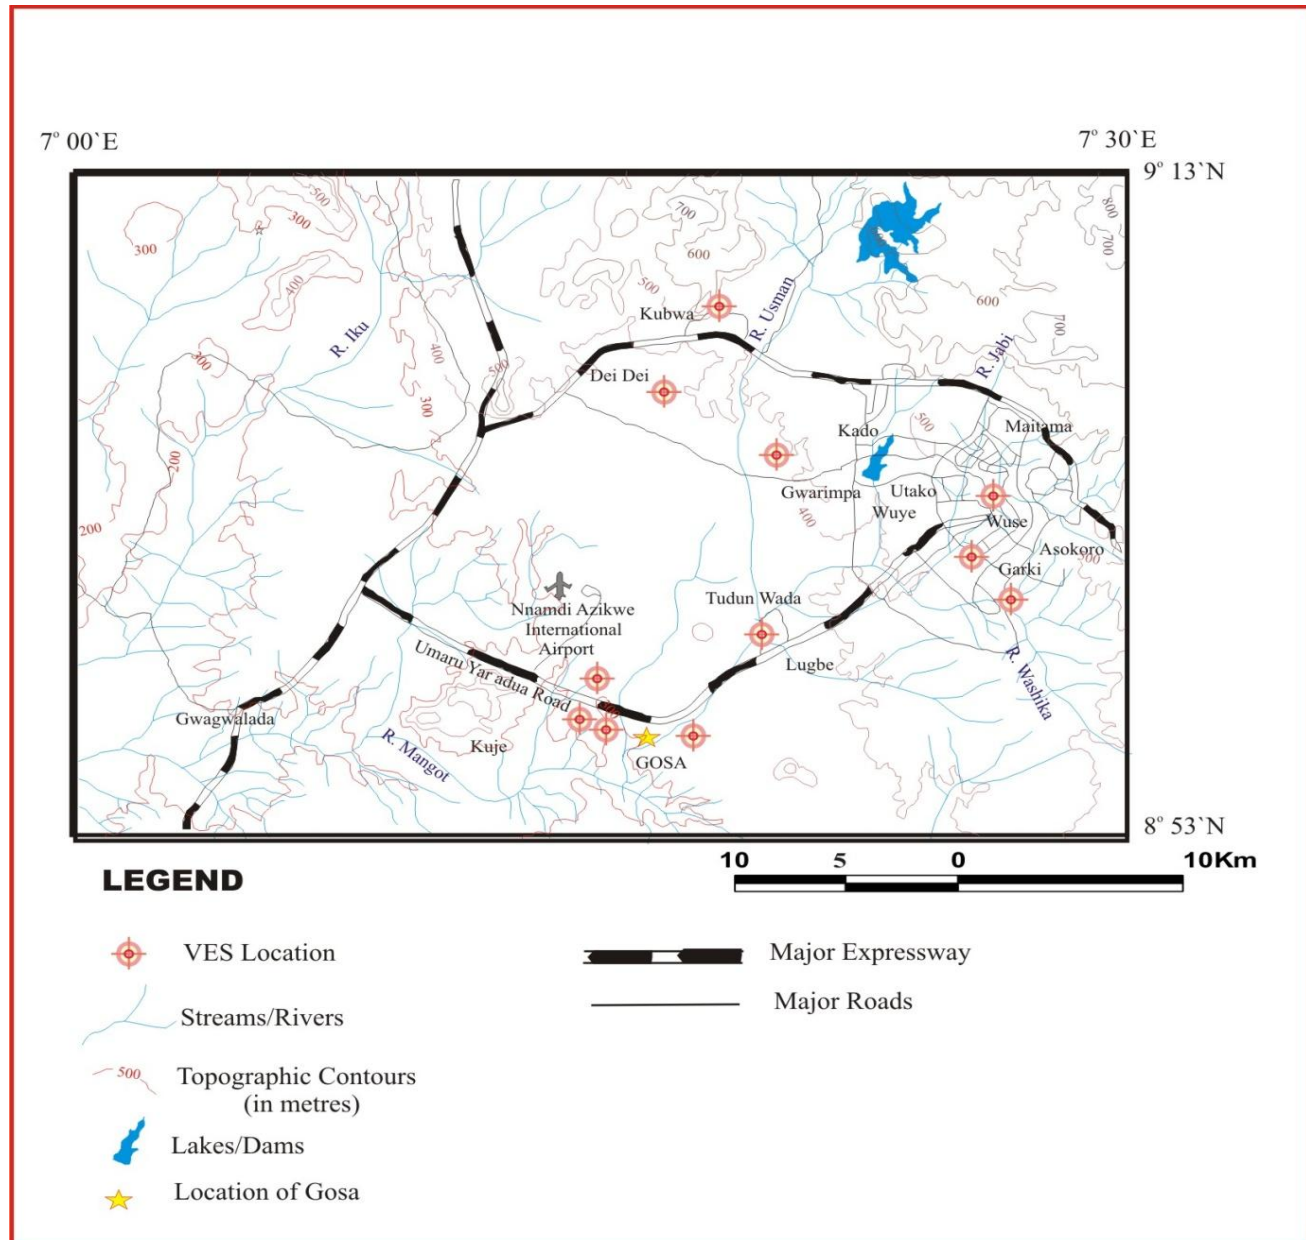 7° 00`E
7° 30`E
9° 13`N
500
300
300
400
700
600
500
800
700
600
700
Kubwa
R. Usman
R. Iku
R. Jabi
300
400
500
300
Dei Dei
Kado
500
Maitama
200
200
Gwarimpa
Utako
Wuye
400
Wuse
Asokoro
500
Garki
Nnamdi Azikwe
International
Airport
Tudun Wada
Lugbe
Umaru Yar adua Road
R. Washika
Gwagwalada
R. Mangot
Kuje
GOSA
8° 53`N
10 5 0 10Km
LEGEND
VES Location
Major Expressway
Streams/Rivers
Major Roads
500
Topographic Contours
(in metres)
Lakes/Dams
Location of Gosa